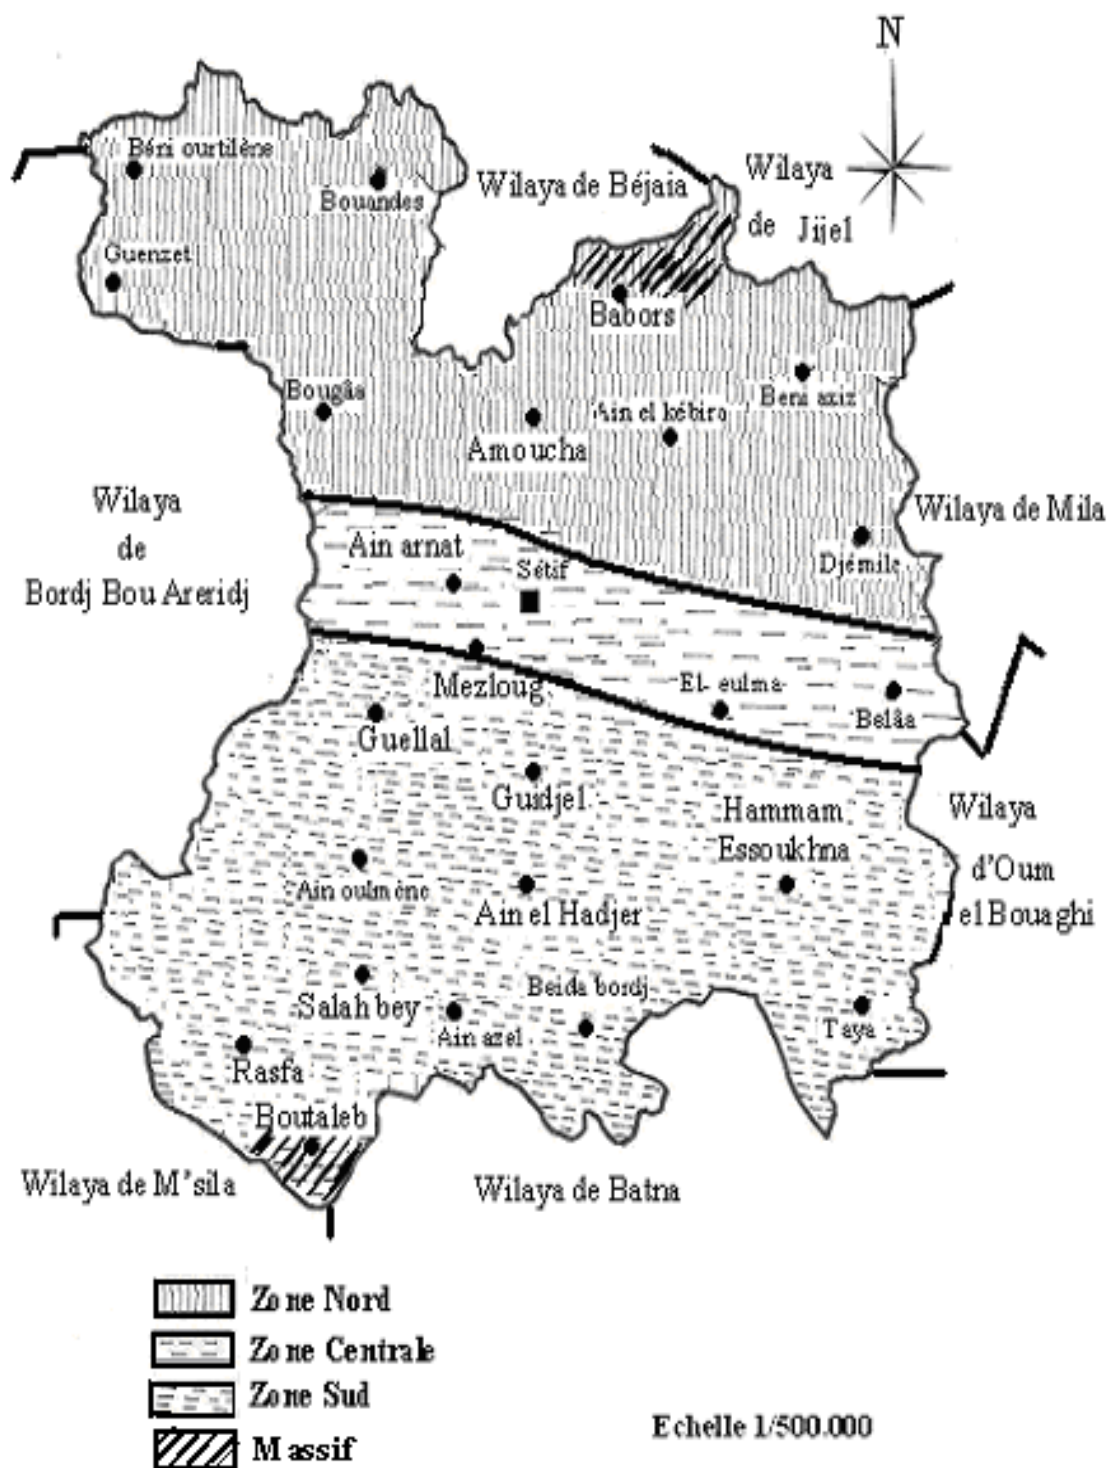 N
Béni ourtilène
Bouandes
Wilaya de Béjaia
Wilaya
de Jijel
Guenzet
Babors
Bougâa
Amoucha
Ain el kébira
Beni aziz
Wilaya
de
Bordj Bou Areridj
Wilaya de Mila
Ain arnat
Sétif
Djémile
Mezloug
El- eulma
Belâa
Guellal
Guidjel
Hammam
Essoukhna
Wilaya
d'Oum
el Bouaghi
Ain oulmène
Ain el Hadjer
Salah bey
Ain azel
Beida bordj
Taya
Rasfa
Boutaleb
Wilaya de M'sila
Wilaya de Batna
Zone Nord
Zone Centrale
Zone Sud
Massif
Echelle 1/500.000